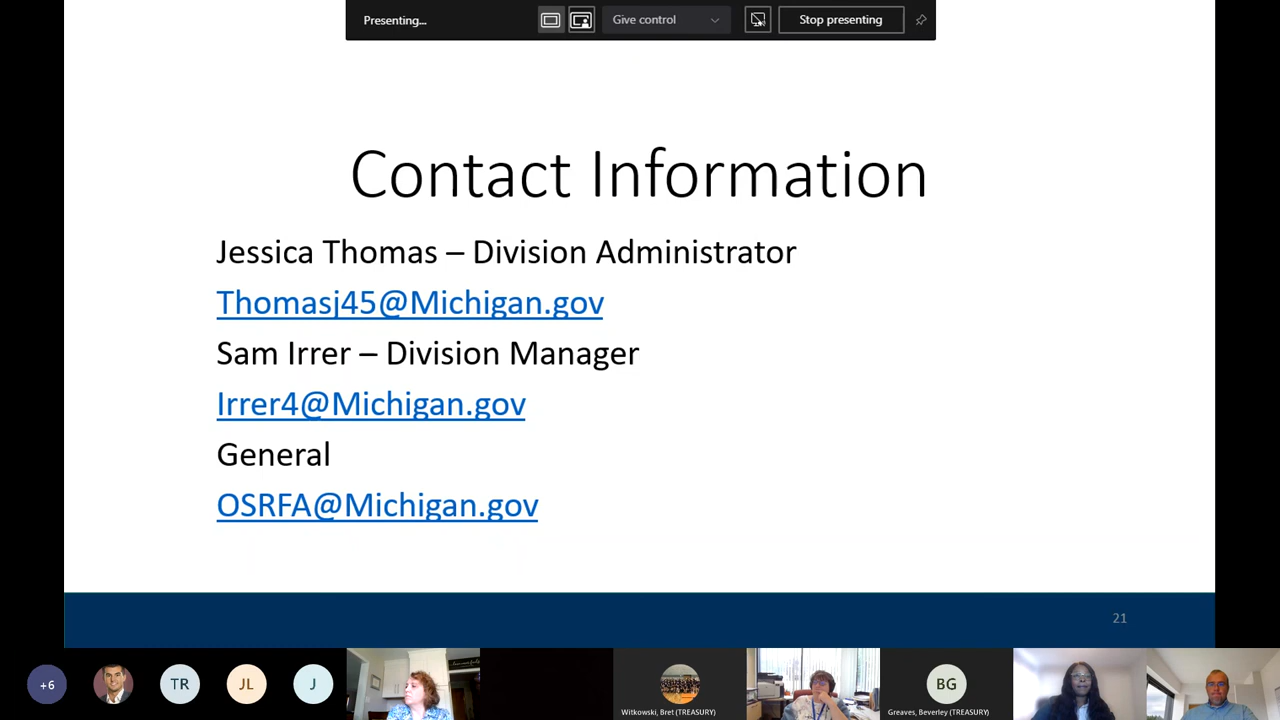 Presenting...
Give control
Stop presenting
Contact Information
Jessica Thomas – Division Administrator
Thomasj45@Michigan.gov
Sam Irrer – Division Manager
Irrer4@Michigan.gov
General
OSRFA@Michigan.gov
21
+6
TR
JL
J
BG
Witkowski, Bret (TREASURY)
Greaves, Beverley (TREASURY)